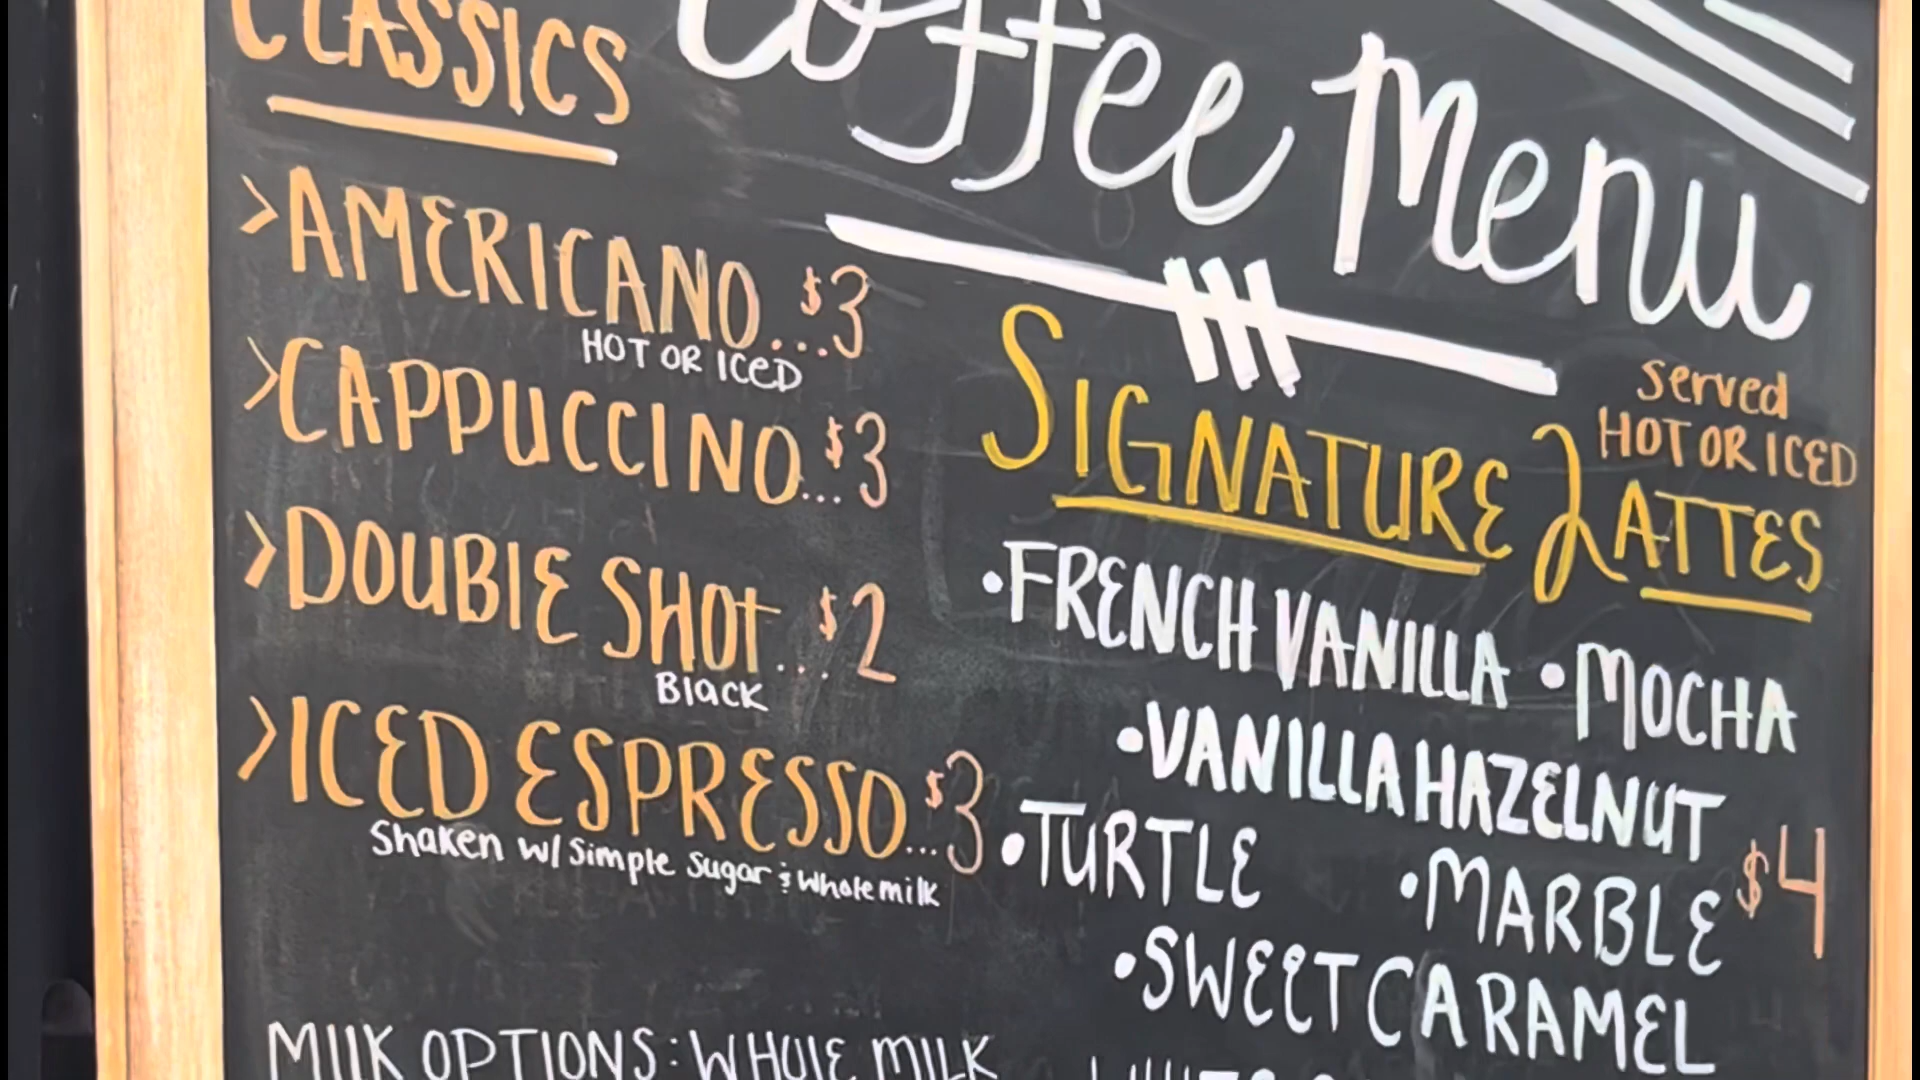 CLASSICS
>AMERICANO...$3
HOT OR ICED
>CAPPUCCINO...$3
>DOUBLE SHOT...$2
Black
>ICED ESPRESSO...$3
Shaken w/ Simple Sugar & Whole milk
MILK OPTIONS: WHOLE MILK
Coffee Menu
SIGNATURE LATTES
Served
HOT OR ICED
•FRENCH VANILLA •MOCHA
•VANILLA HAZELNUT
•TURTLE •MARBLE $4
•SWEET CARAMEL